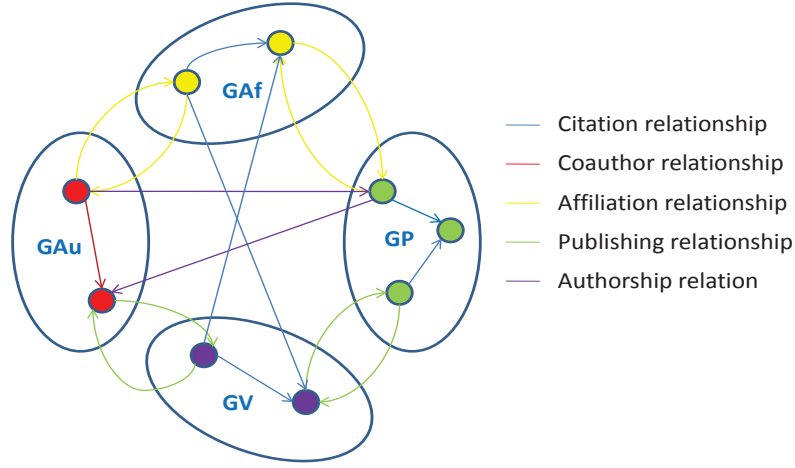 GAf
GAu
GP
GV
Citation relationship
Coauthor relationship
Affiliation relationship
Publishing relationship
Authorship relation